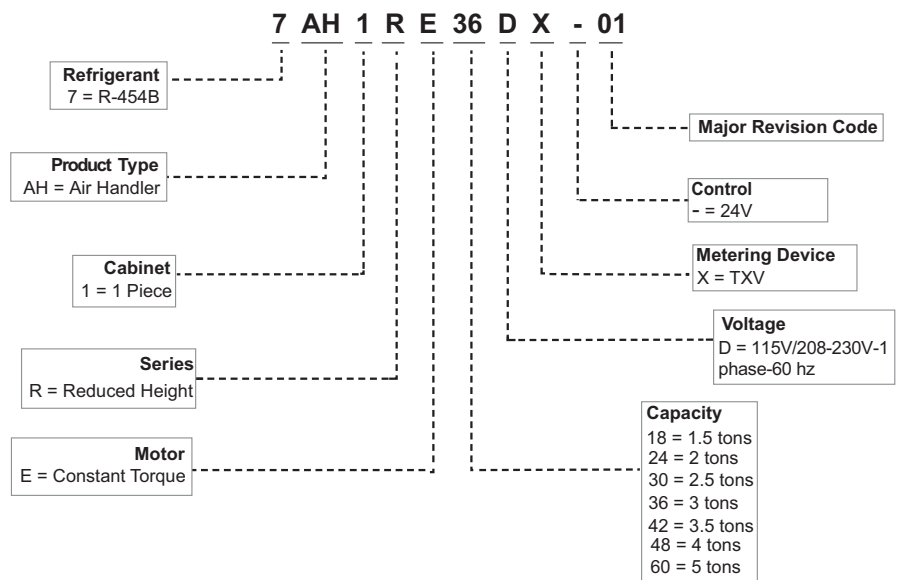 7 AH 1 R E 36 D X - 01
Refrigerant
7 = R-454B
Product Type
AH = Air Handler
Cabinet
1 = 1 Piece
Series
R = Reduced Height
Motor
E = Constant Torque
Major Revision Code
Control
- = 24V
Metering Device
X = TXV
Voltage
D = 115V/208-230V-1
phase-60 hz
Capacity
18 = 1.5 tons
24 = 2 tons
30 = 2.5 tons
36 = 3 tons
42 = 3.5 tons
48 = 4 tons
60 = 5 tons